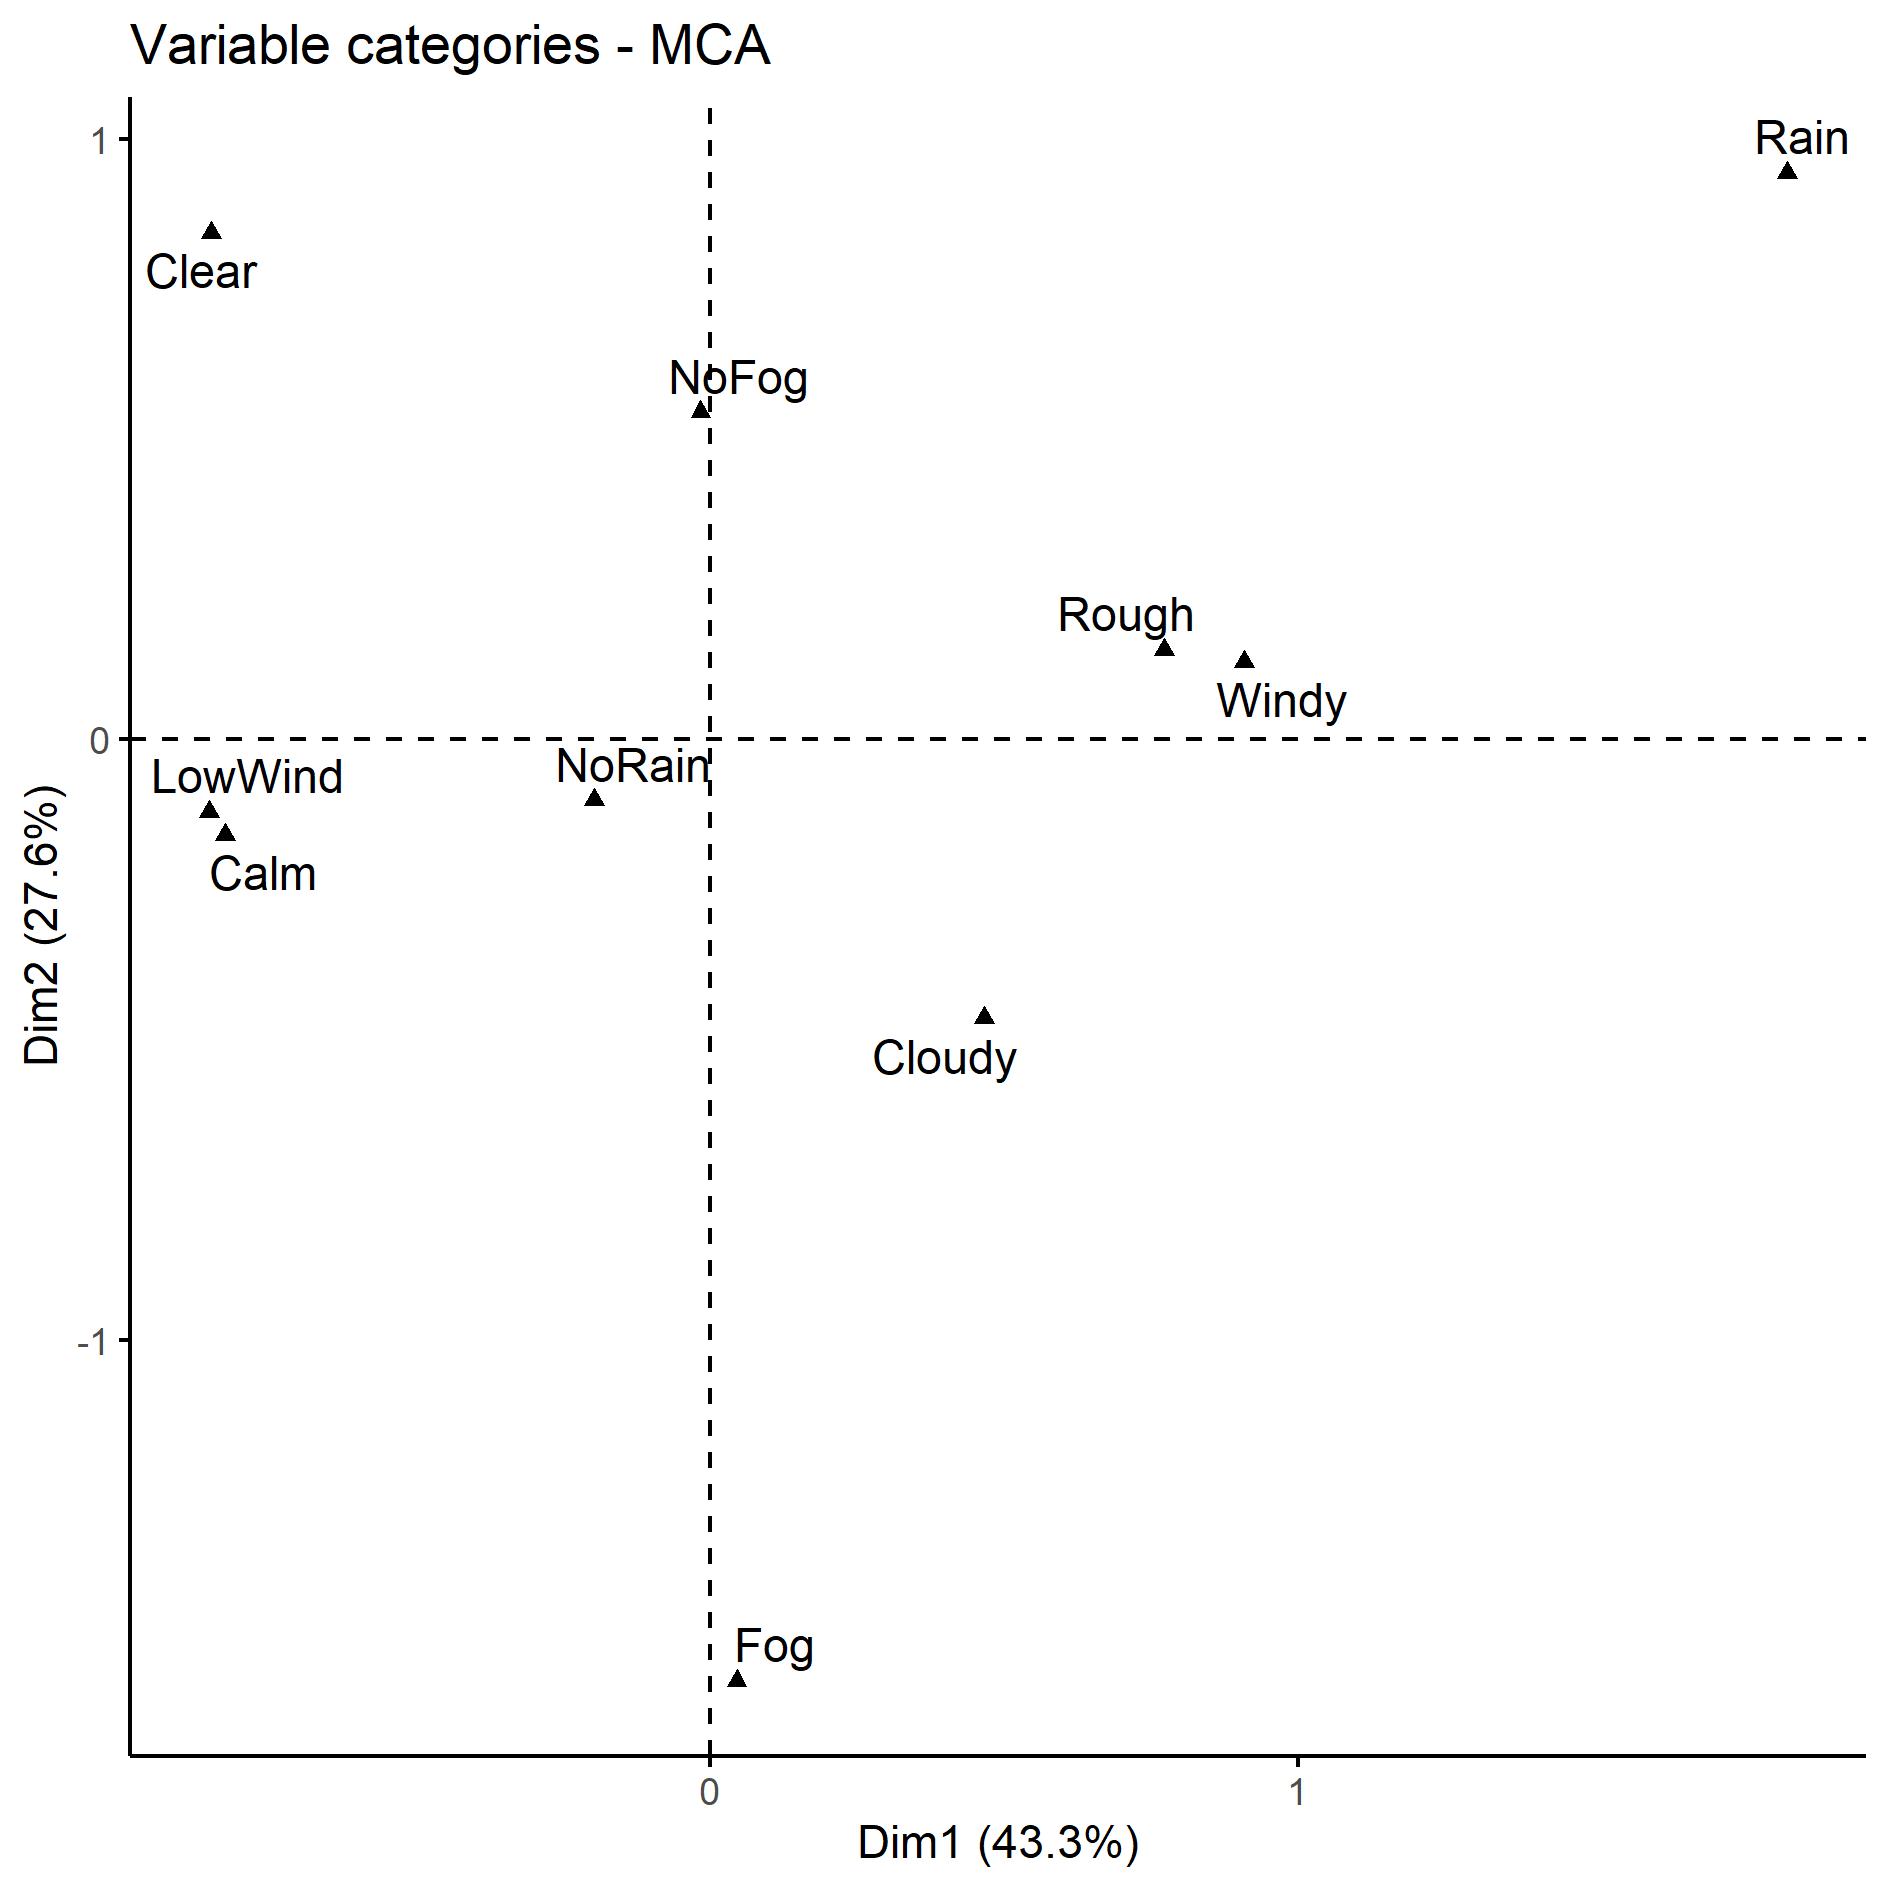 Variable categories - MCA
1
Rain
Clear
NoFog
Rough
Windy
0
NoRain
LowWind
Calm
Dim2 (27.6%)
Cloudy
-1
Fog
0
1
Dim1 (43.3%)